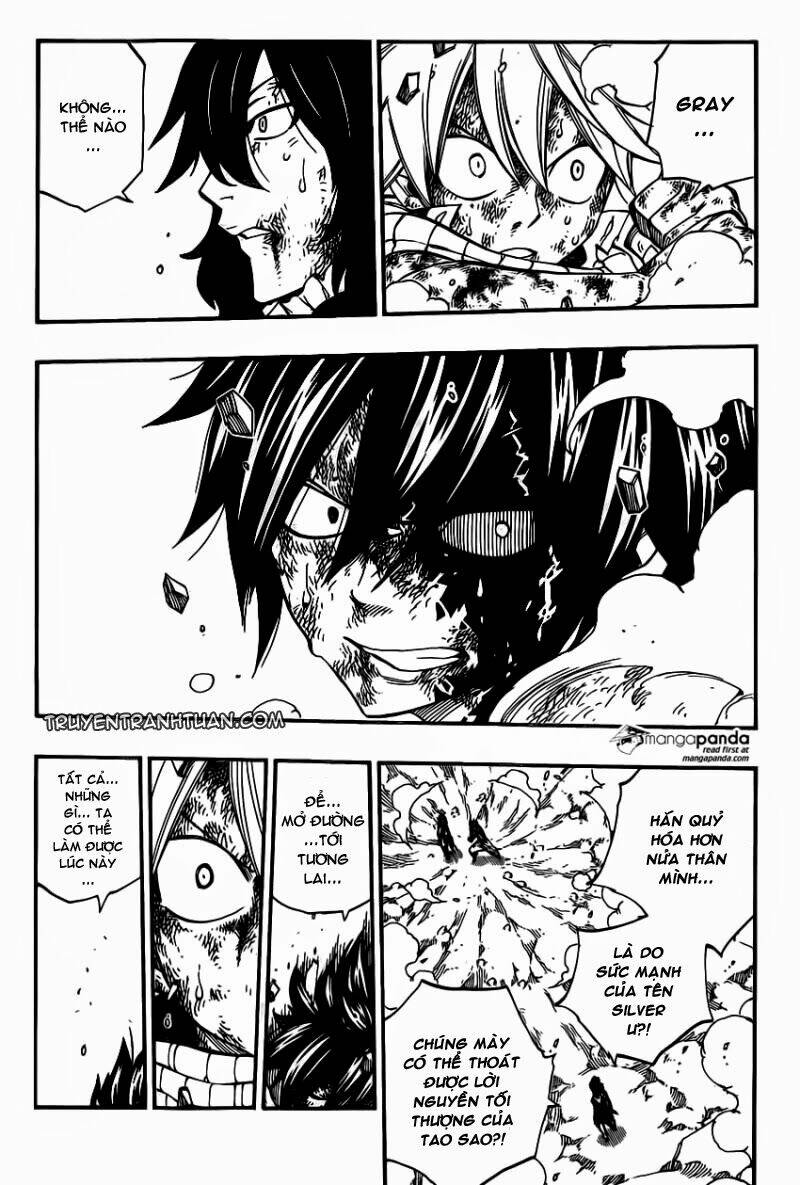 GRAY
...
KHÔNG...
THỂ NÀO
...
TRUYENTRANHTUAN.COM
mangapanda
read first at
mangapanda.com
HẮN QUỶ
HÓA HƠN
NỬA THÂN
MÌNH...
LÀ DO
SỨC MẠNH
CỦA TÊN
SILVER
Ư?!
CHÚNG MÀY
CÓ THỂ THOÁT
ĐƯỢC LỜI
NGUYỀN TỐI
THƯỢNG CỦA
TAO SAO?!
ĐỂ...
MỞ ĐƯỜNG
...TỚI
TƯƠNG
LAI...
TẤT CẢ...
NHỮNG
GÌ... TA
CÓ THỂ
LÀM ĐƯỢC
LÚC NÀY
...